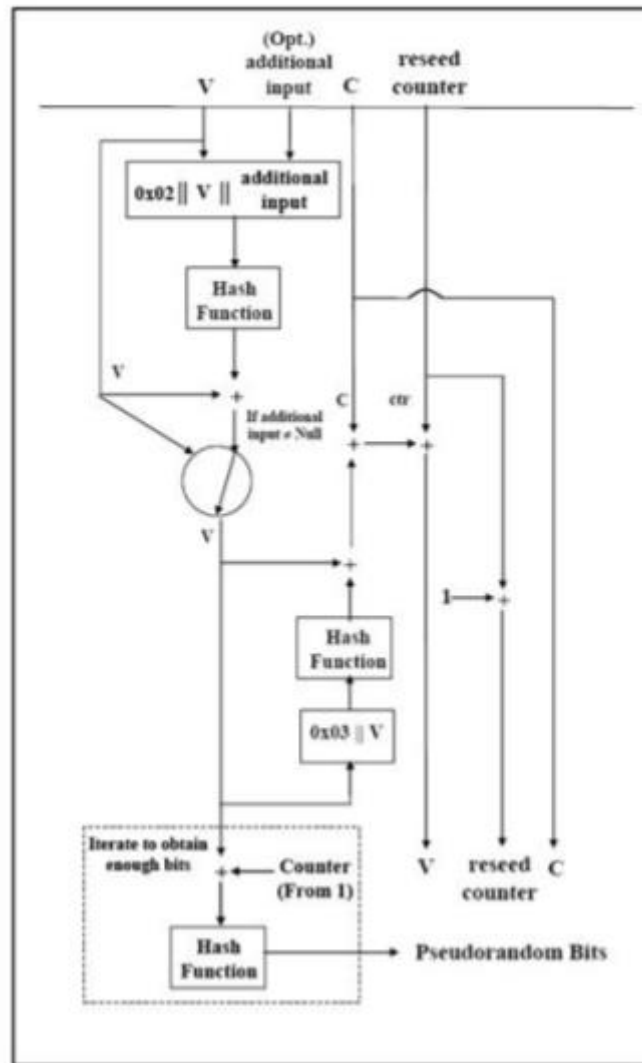 (Opt.)
additional
input
V
C
reseed
counter
0x02 || V || additional
input
Hash
Function
V
+
If additional
input ≠ Null
C
ctr
+
+
V
+
1
+
Hash
Function
0x03 || V
Iterate to obtain
enough bits
+
Counter
(From 1)
V
reseed
counter
C
Hash
Function
Pseudorandom Bits